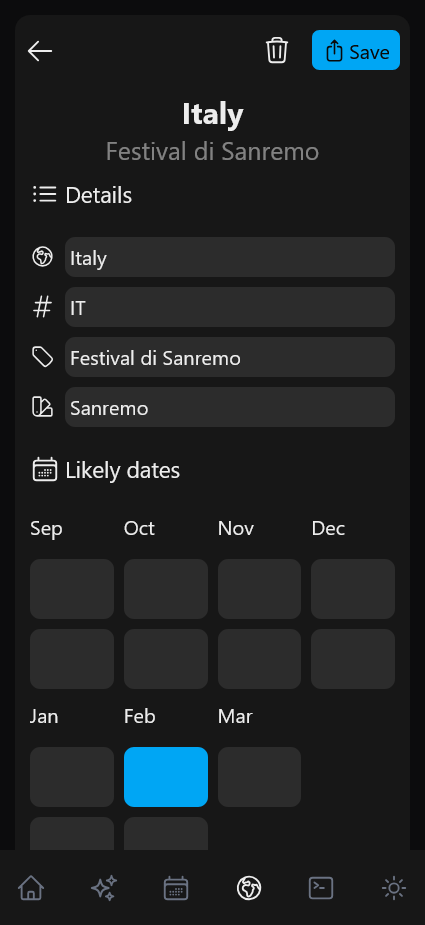 Save
Italy
Festival di Sanremo
Details
Italy
IT
Festival di Sanremo
Sanremo
Likely dates
Sep Oct Nov Dec
Jan Feb Mar